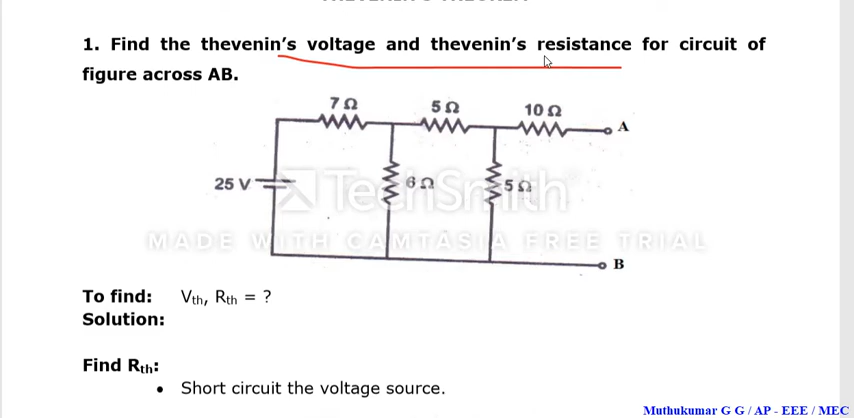 1. Find the thevenin's voltage and thevenin's resistance for circuit of
figure across AB.
7 Ω
5 Ω
10 Ω
A
25 V
6 Ω
5 Ω
TechSmith
MADE WITH CAMTASIA FREE TRIAL
B
To find: Vth, Rth = ?
Solution:
Find Rth:
• Short circuit the voltage source.
Muthukumar G G / AP - EEE / MEC